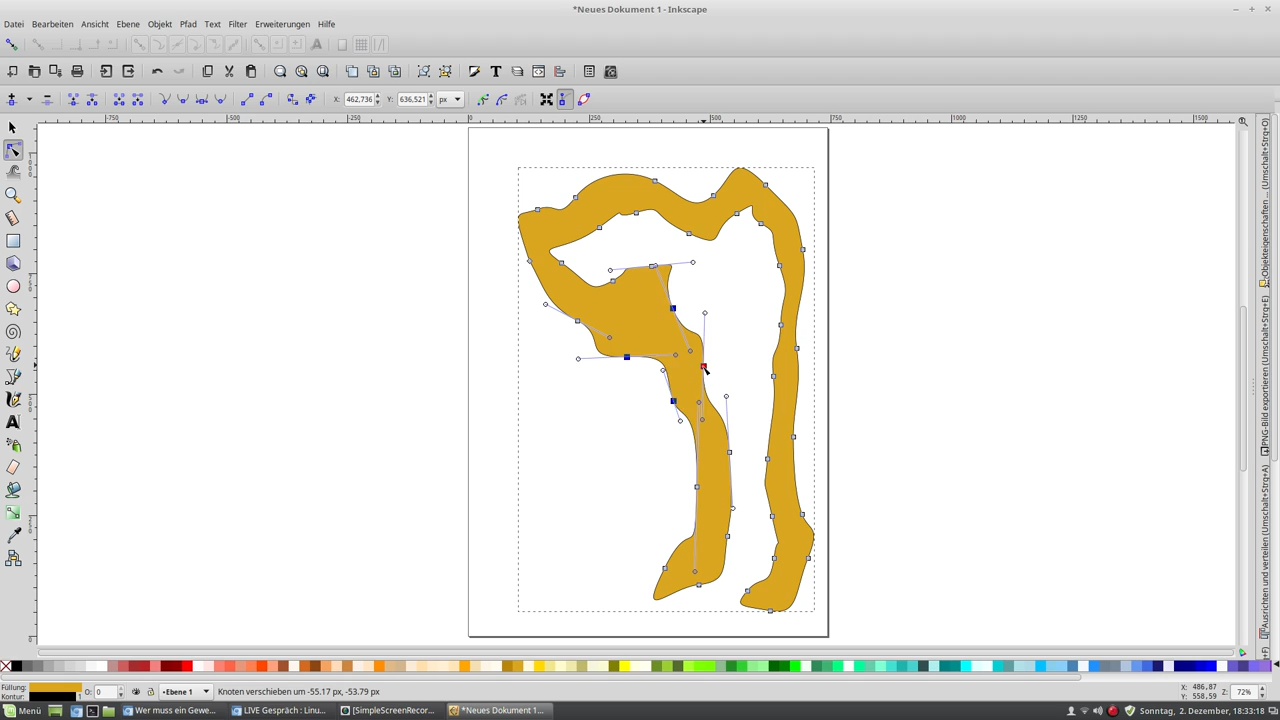 *Neues Dokument 1 - Inkscape
Datei Bearbeiten Ansicht Ebene Objekt Pfad Text Filter Erweiterungen Hilfe
X: 462,736 Y: 636,521 px
-750 -500 -250 0 250 500 750 1000 1250 1500
(Umschalt+Strg+O)
Objekteigenschaften
PNG-Bild exportieren (Umschalt+Strg+E)
Ausrichten und verteilen (Umschalt+Strg+A)
Füllung:
Kontur: 1
O: 0
Ebene 1
Knoten verschieben um -55.17 px, -53.79 px
X: 486,87
Y: 558,59
Z: 72%
Menü
Wer muss ein Gewe...
LIVE Gespräch : Linu...
[SimpleScreenRecor...
*Neues Dokument 1 - I...
Sonntag, 2. Dezember, 18:33:18